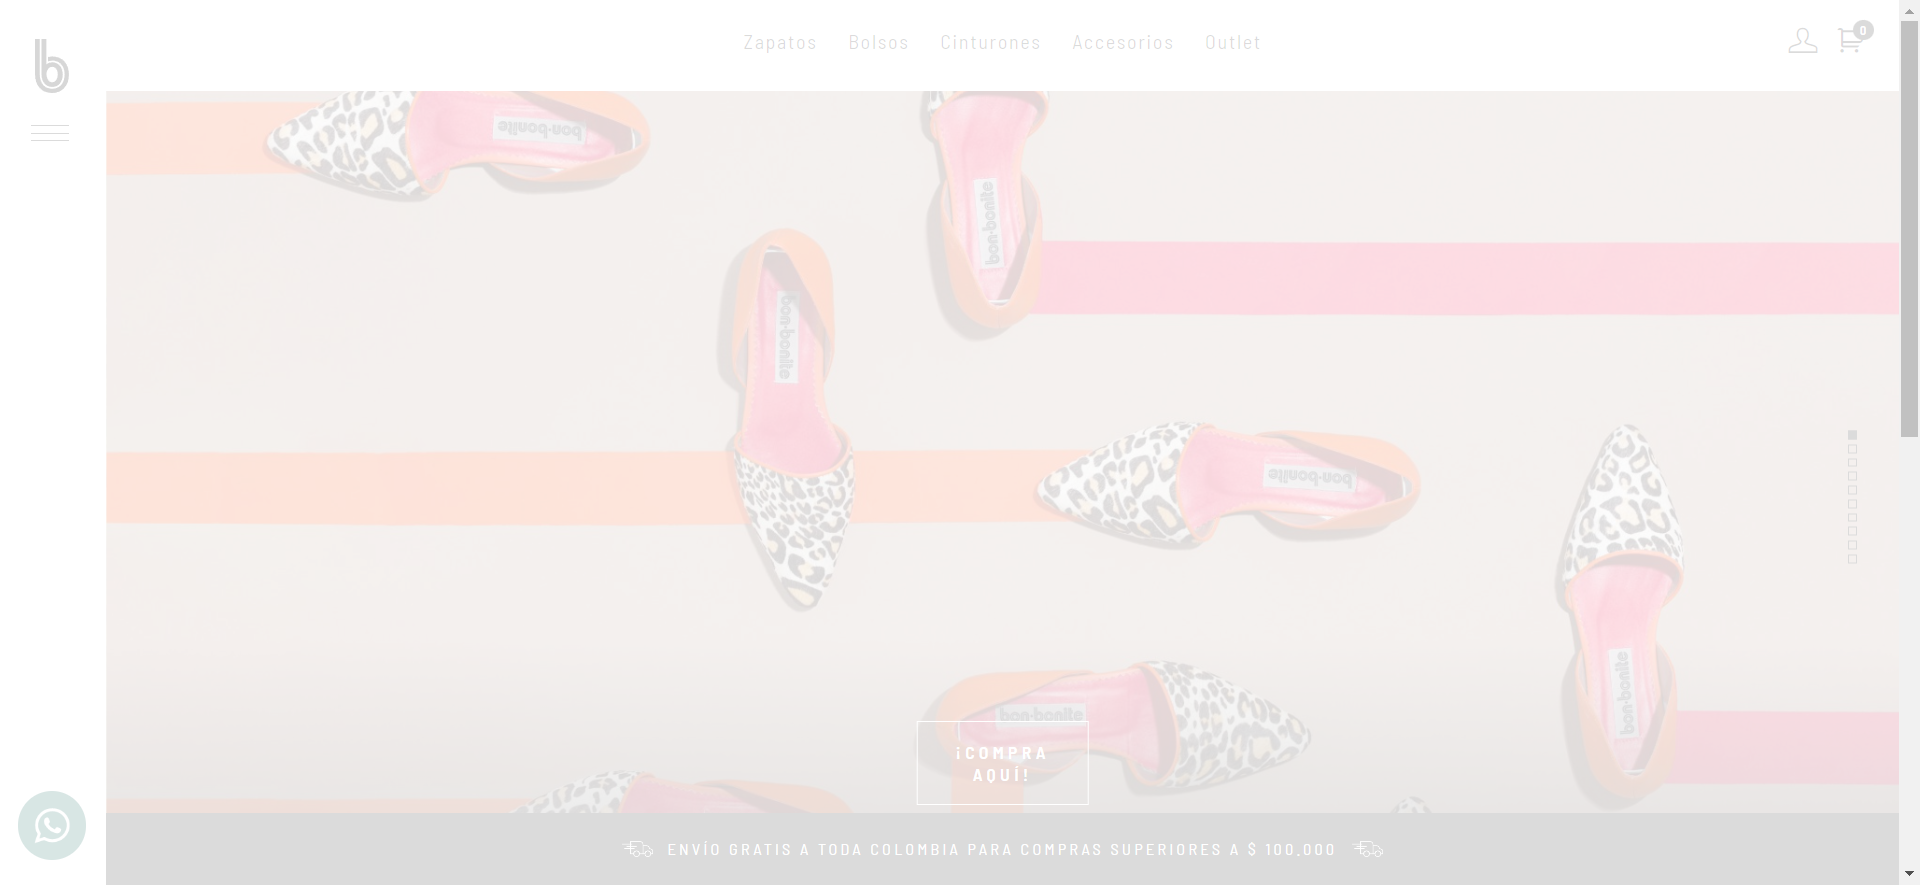 b
Zapatos Bolsos Cinturones Accesorios Outlet
0
bon-bonite
bon-bonite
bon-bonite
bon-bonite
bon-bonite
bon-bonite
¡COMPRA
AQUÍ!
ENVÍO GRATIS A TODA COLOMBIA PARA COMPRAS SUPERIORES A $ 100.000